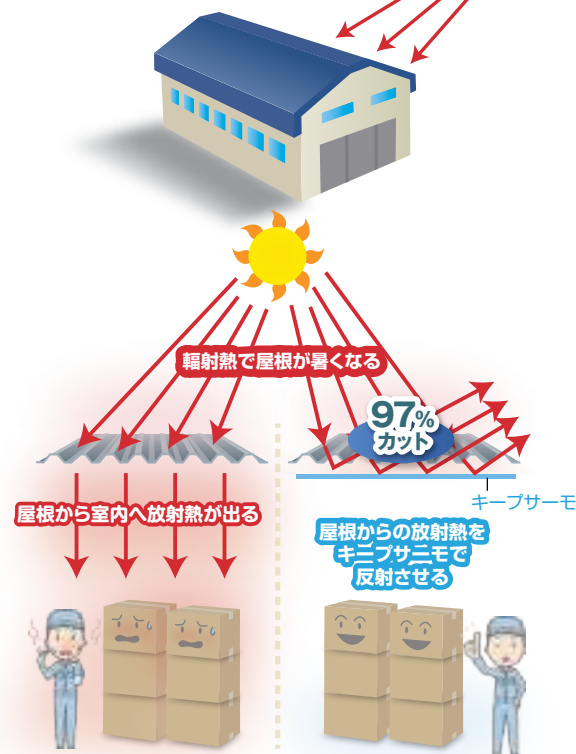 輻射熱で屋根が暑くなる
97%
カット
キープサーモ
屋根から室内へ放射熱が出る
屋根からの放射熱を
キープサーモで
反射させる